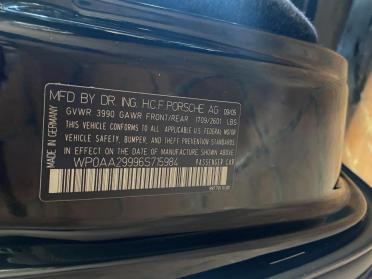 MFD BY DR. ING. H.C.F. PORSCHE AG 09/05
GVWR 3990 GAWR FRONT/REAR 1709/2601 LBS
THIS VEHICLE CONFORMS TO ALL APPLICABLE FEDERAL MOTOR
VEHICLE SAFETY, BUMPER, AND THEFT PREVENTION STANDARDS
IN EFFECT ON THE DATE OF MANUFACTURE SHOWN ABOVE
WP0AA29996S715984 PASSENGER CAR
MADE IN GERMANY